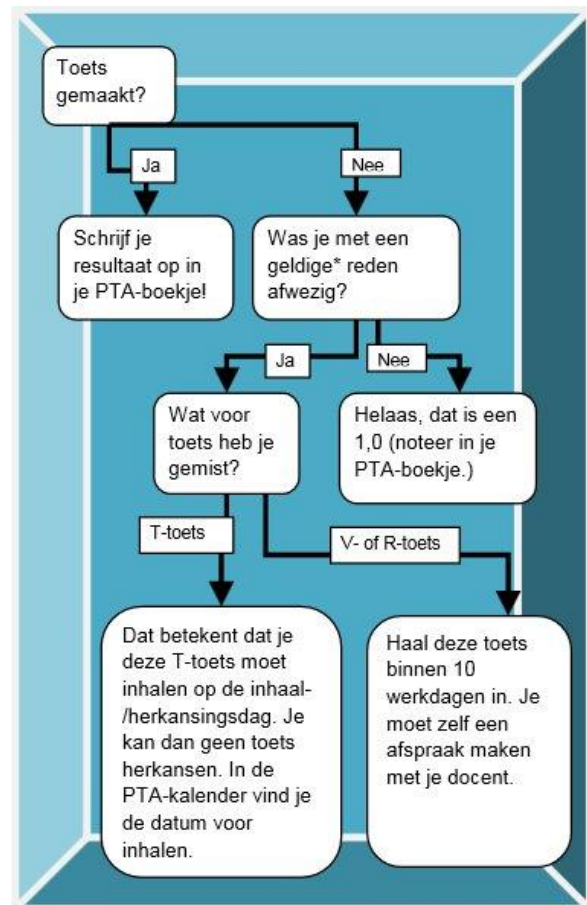 Toets
gemaakt?
Ja
Nee
Schrijf je
resultaat op in
je PTA-boekje!
Was je met een
geldige* reden
afwezig?
Ja
Nee
Wat voor
toets heb je
gemist?
Helaas, dat is een
1,0 (noteer in je
PTA-boekje.)
T-toets
V- of R-toets
Dat betekent dat je
deze T-toets moet
inhalen op de inhaal-
/herkansingsdag. Je
kan dan geen toets
herkansen. In de
PTA-kalender vind je
de datum voor
inhalen.
Haal deze toets
binnen 10
werkdagen in. Je
moet zelf een
afspraak maken
met je docent.